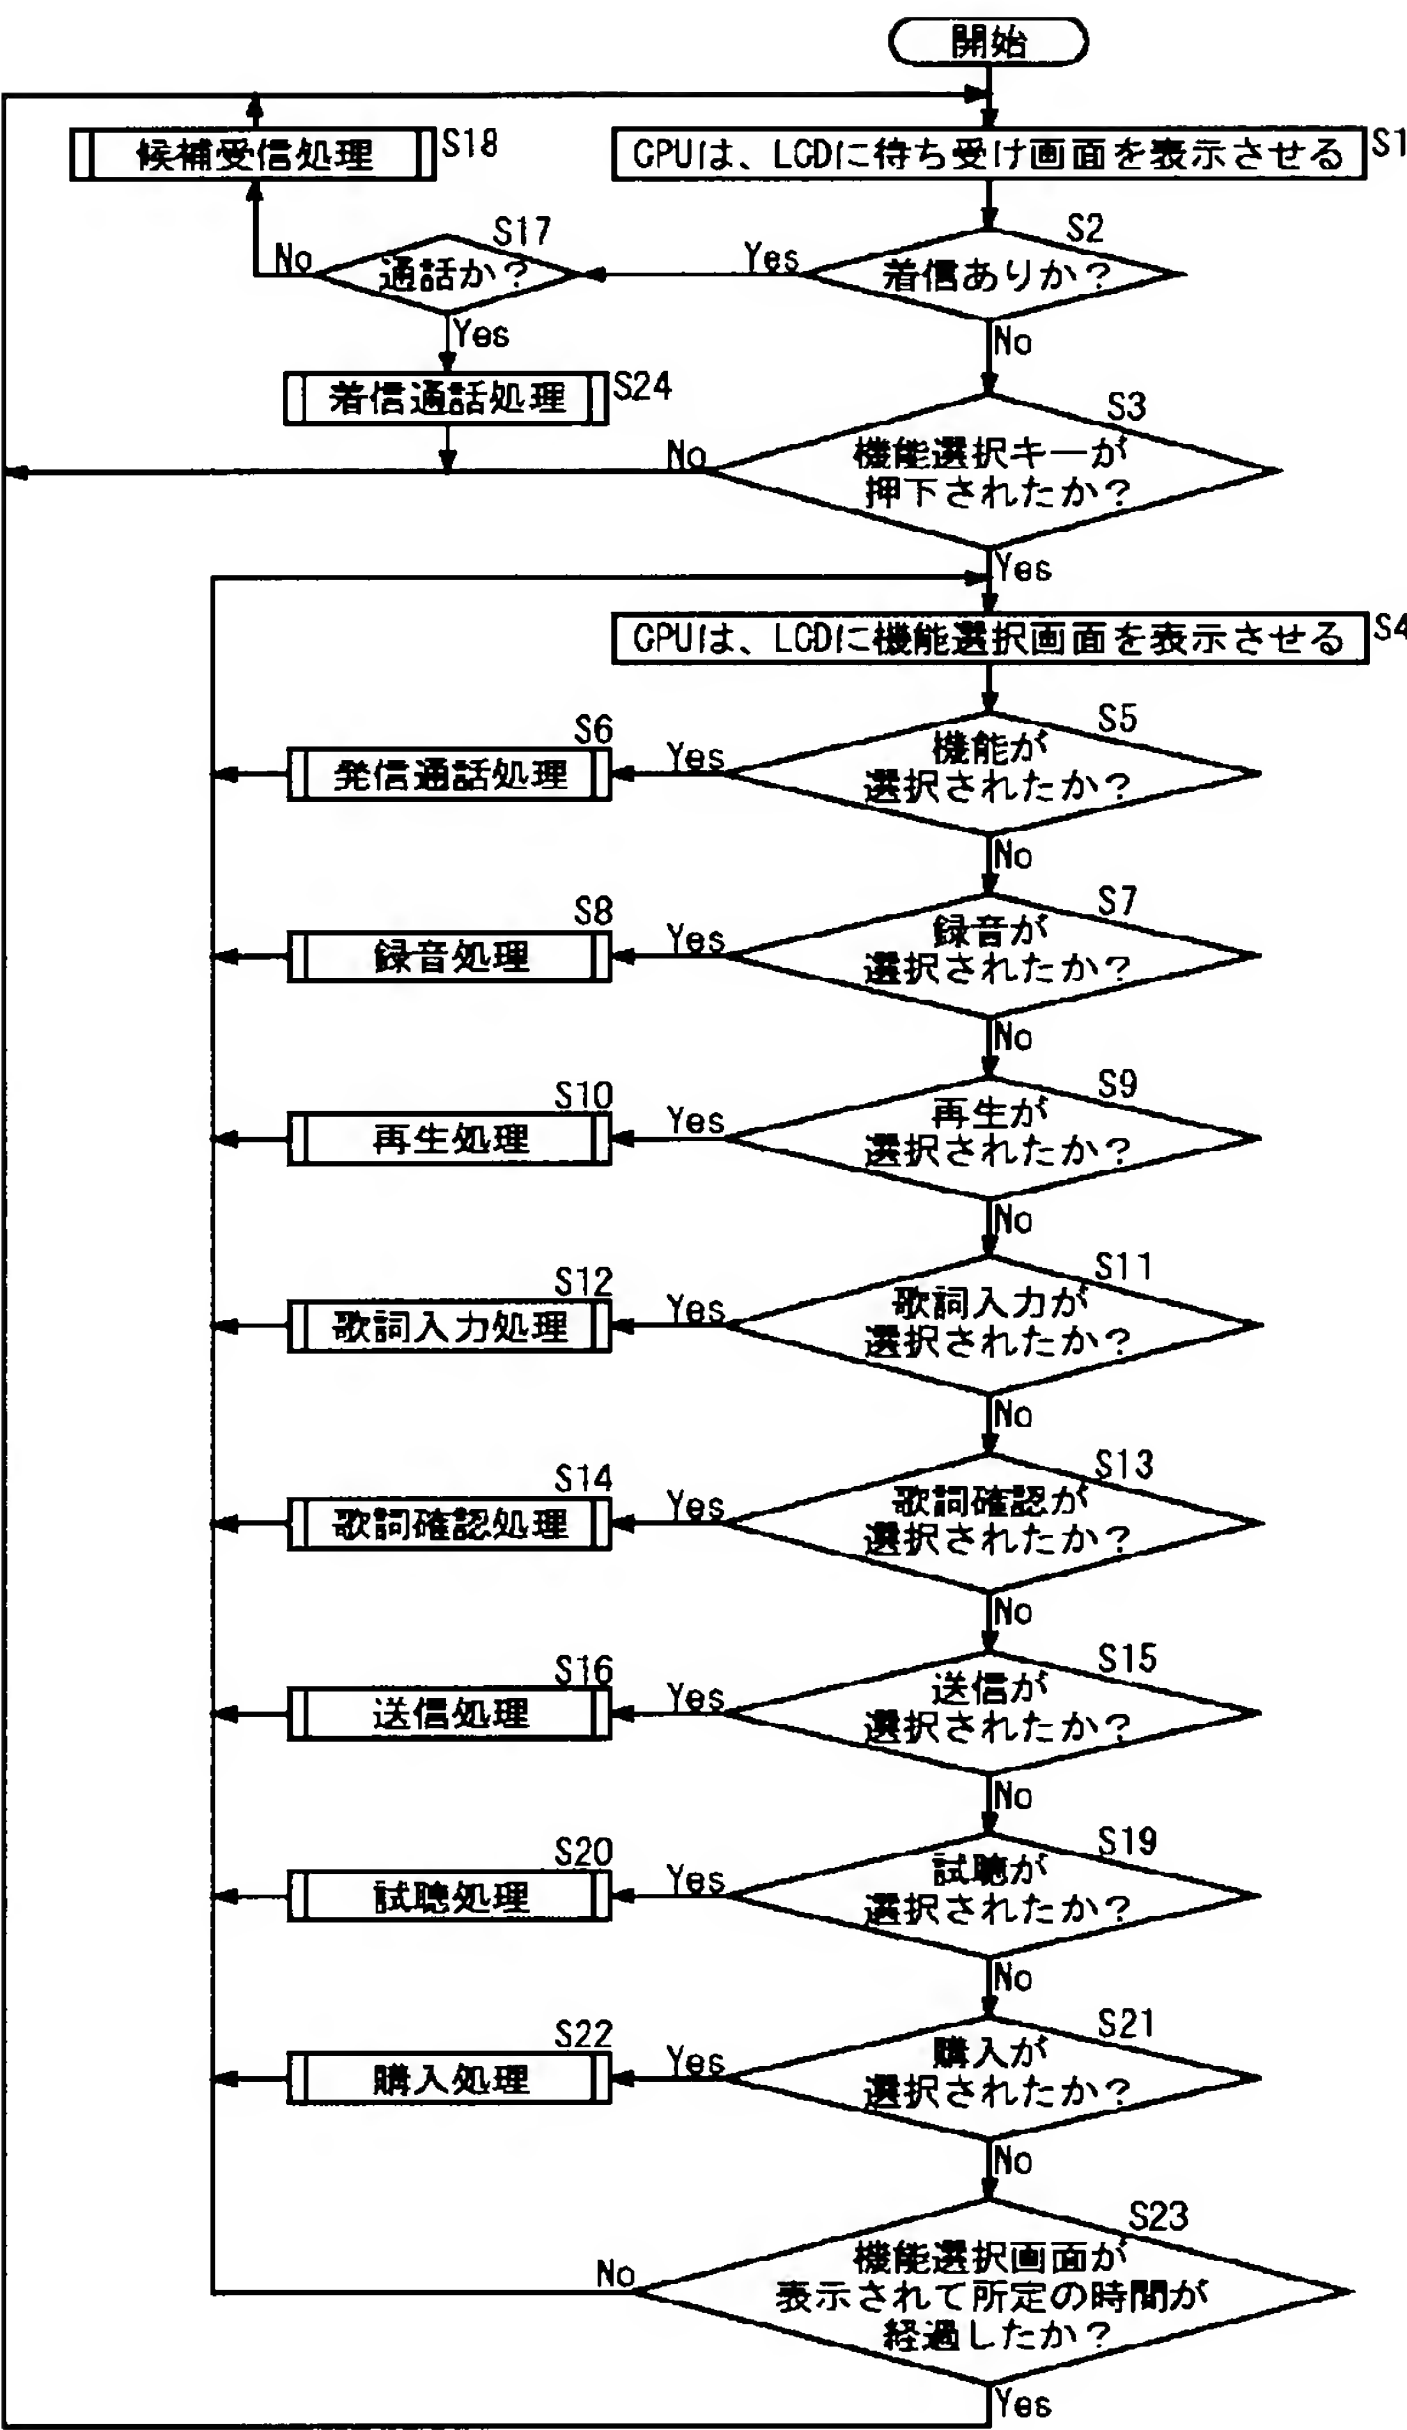 開始
候補受信処理
S18
CPUは、LCDに待ち受け画面を表示させる
S1
S17
通話か?
No
Yes
S2
着信ありか?
Yes
No
着信通話処理
S24
S3
機能選択キーが
押下されたか?
No
Yes
CPUは、LCDに機能選択画面を表示させる
S4
S5
機能が
選択されたか?
Yes
S6
発信通話処理
No
S7
録音が
選択されたか?
Yes
S8
録音処理
No
S9
再生が
選択されたか?
Yes
S10
再生処理
No
S11
歌詞入力が
選択されたか?
Yes
S12
歌詞入力処理
No
S13
歌詞確認が
選択されたか?
Yes
S14
歌詞確認処理
No
S15
送信が
選択されたか?
Yes
S16
送信処理
No
S19
試聴が
選択されたか?
Yes
S20
試聴処理
No
S21
購入が
選択されたか?
Yes
S22
購入処理
No
S23
機能選択画面が
表示されて所定の時間が
経過したか?
No
Yes